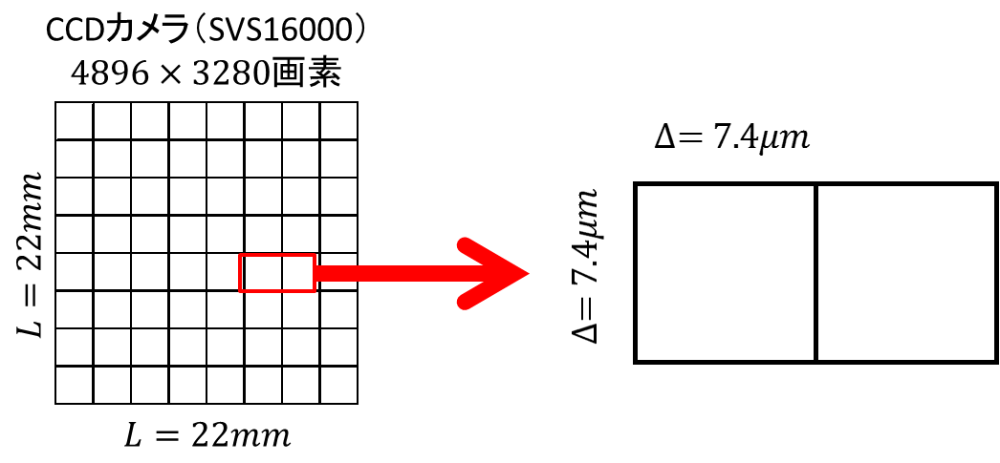 CCDカメラ（SVS16000）
4896 × 3280画素
L = 22mm
L = 22mm
Δ= 7.4μm
Δ= 7.4μm